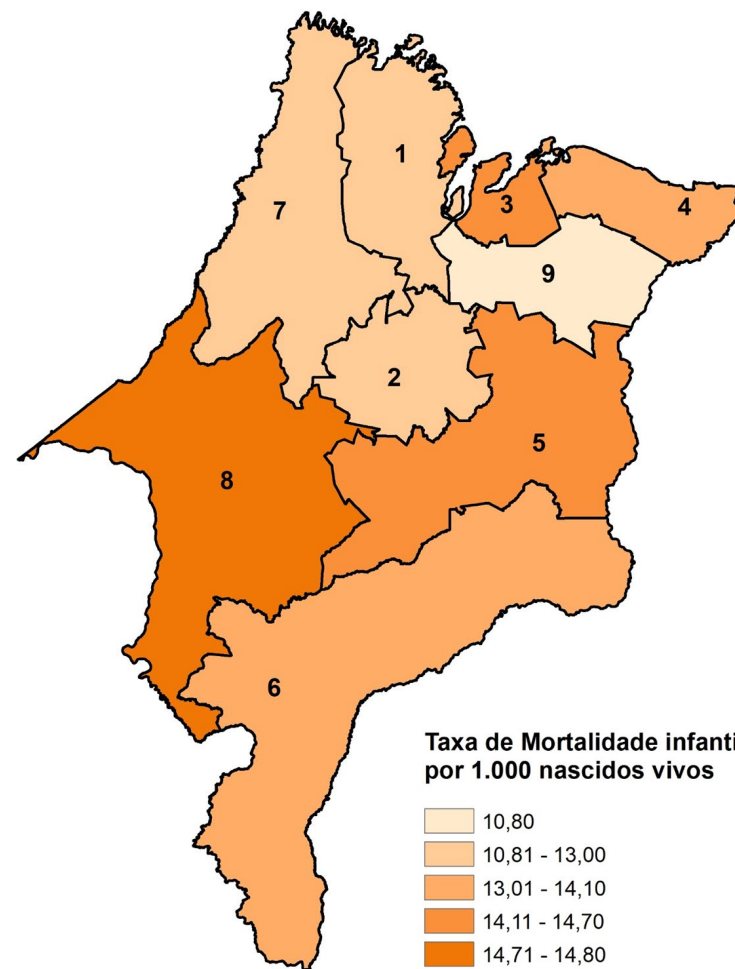 1
7
3
4
9
2
5
8
6
Taxa de Mortalidade infanti
por 1.000 nascidos vivos
10,80
10,81 - 13,00
13,01 - 14,10
14,11 - 14,70
14,71 - 14,80